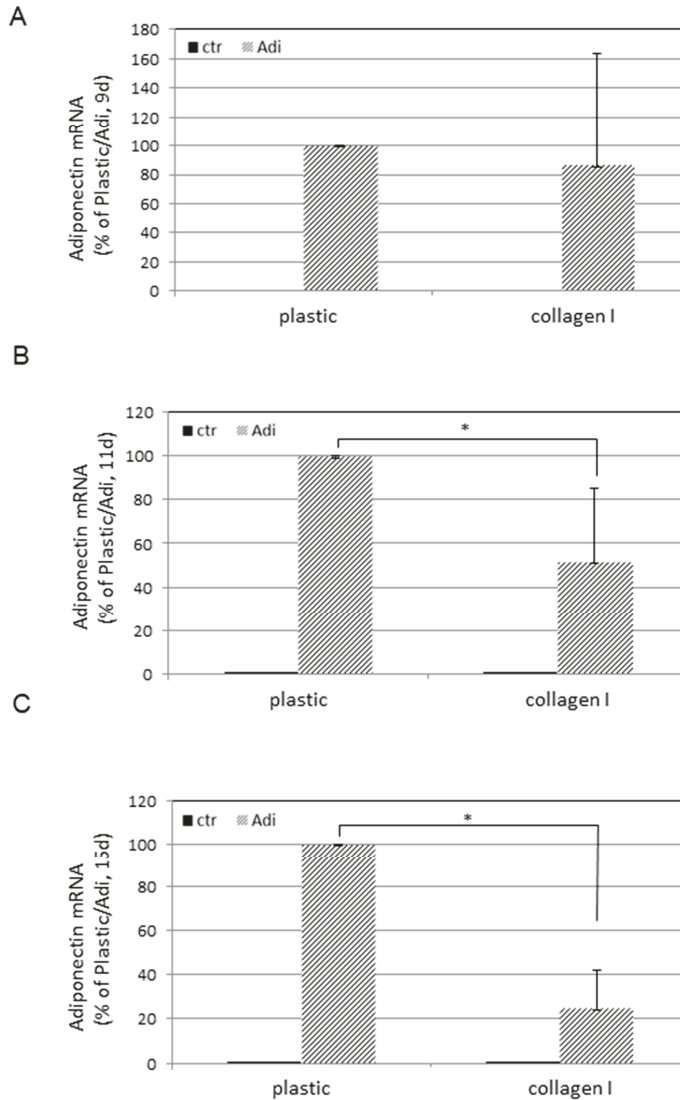 A
Adiponectin mRNA
(% of Plastic/Adi, 9d)
180
160
140
120
100
80
60
40
20
0
ctr Adi
plastic collagen I
B
Adiponectin mRNA
(% of Plastic/Adi, 11d)
120
100
80
60
40
20
0
ctr Adi
*
plastic collagen I
C
Adiponectin mRNA
(% of Plastic/Adi, 15d)
120
100
80
60
40
20
0
ctr Adi
*
plastic collagen I